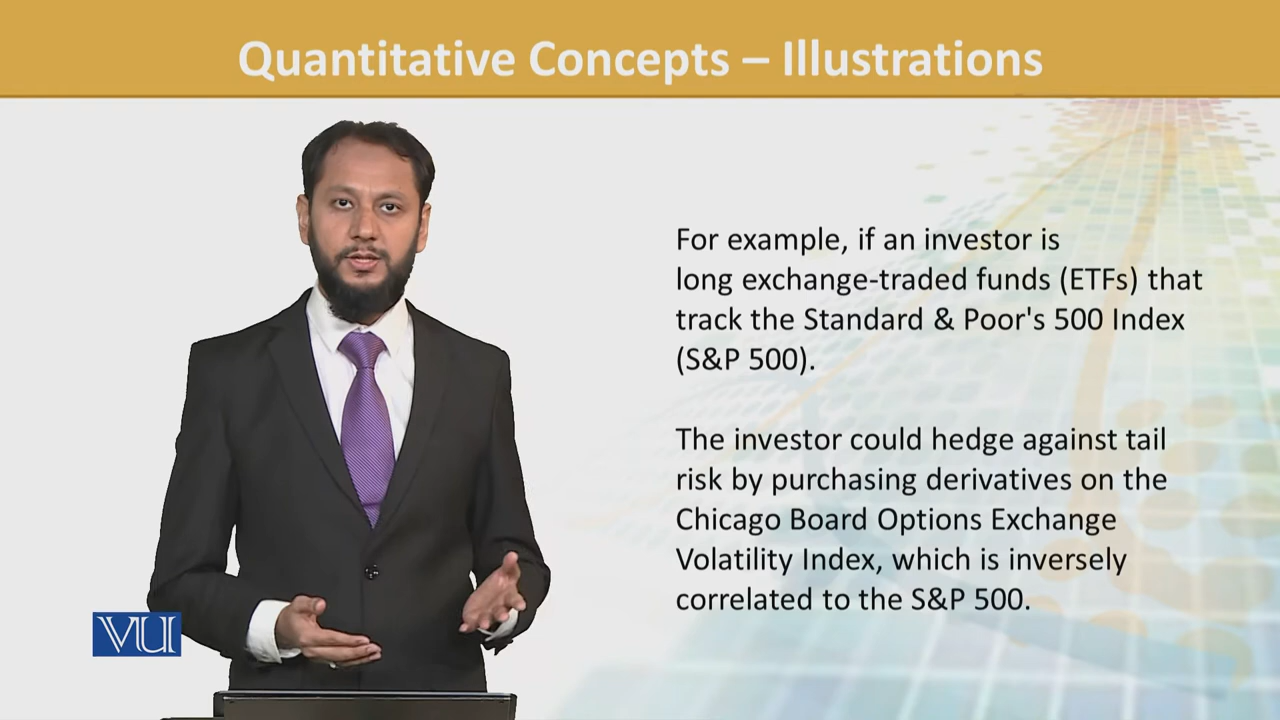 Quantitative Concepts – Illustrations
For example, if an investor is
long exchange-traded funds (ETFs) that
track the Standard & Poor's 500 Index
(S&P 500).
The investor could hedge against tail
risk by purchasing derivatives on the
Chicago Board Options Exchange
Volatility Index, which is inversely
correlated to the S&P 500.
VU